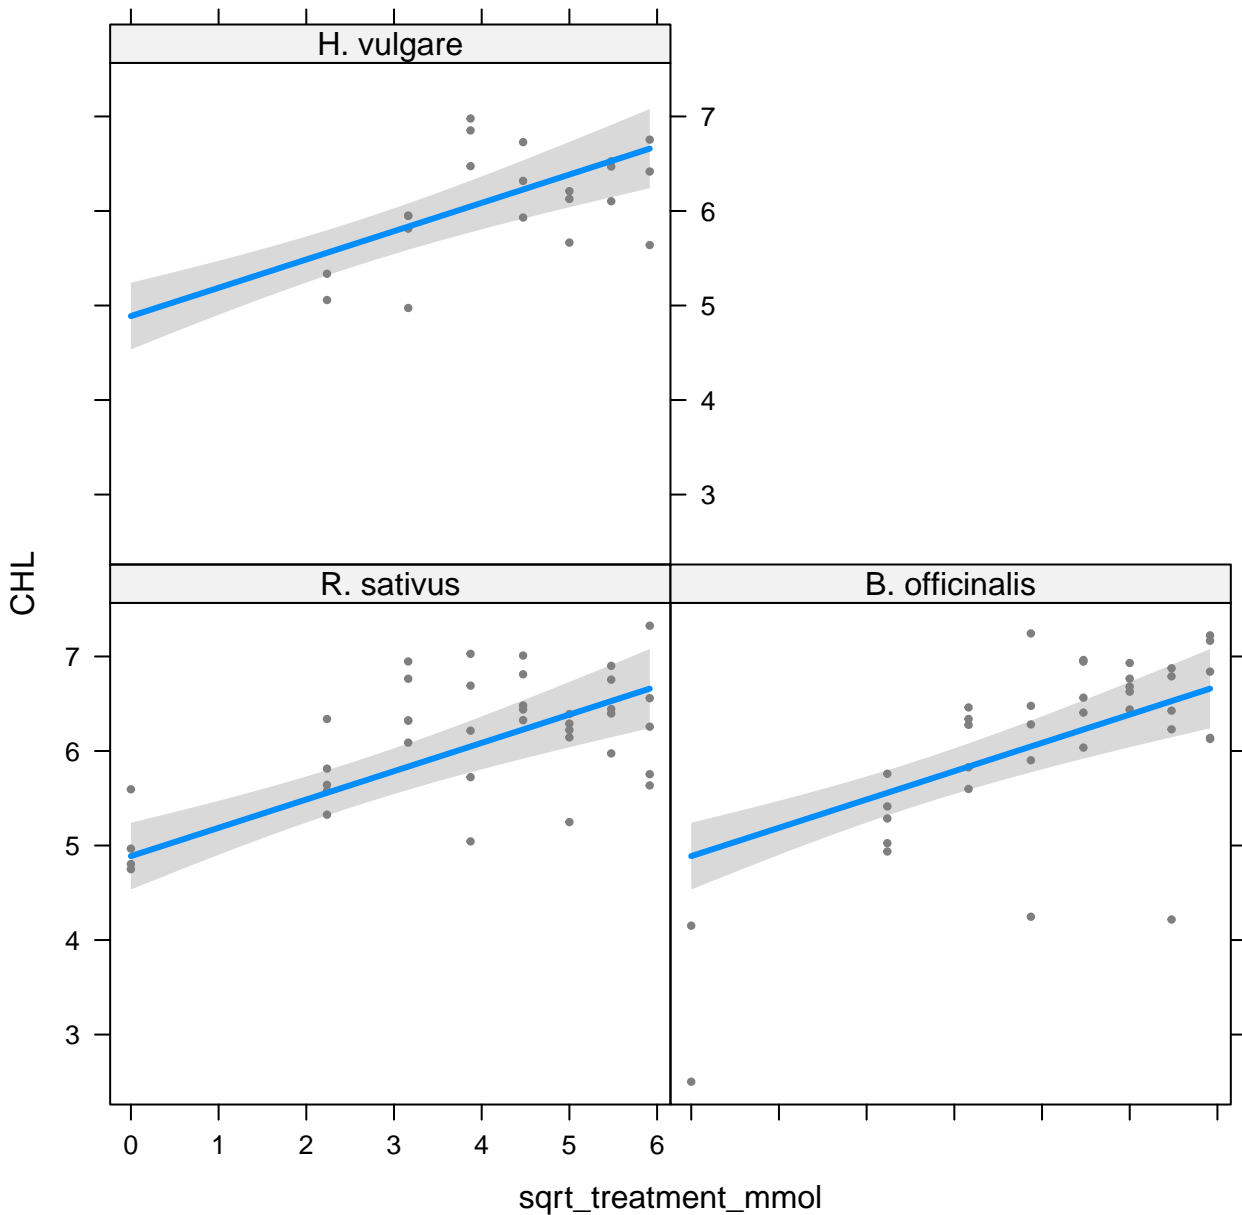 H. vulgare
7
6
5
4
3
CHL
R. sativus
B. officinalis
7
6
5
4
3
0 1 2 3 4 5 6
sqrt_treatment_mmol